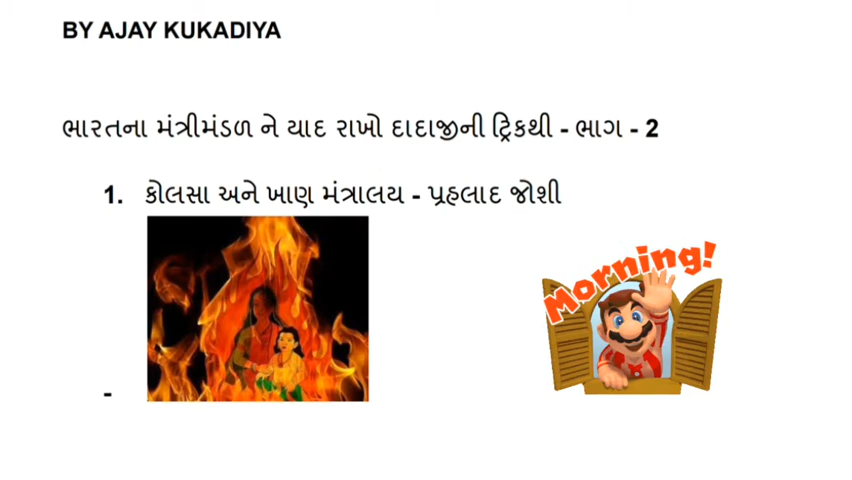 BY AJAY KUKADIYA
ભારતના મંત્રીમંડળ ને યાદ રાખો દાદાજીની ટ્રિકથી - ભાગ - 2
1. કોલસા અને ખાણ મંત્રાલય - પ્રહલાદ જોશી
Morning!
-